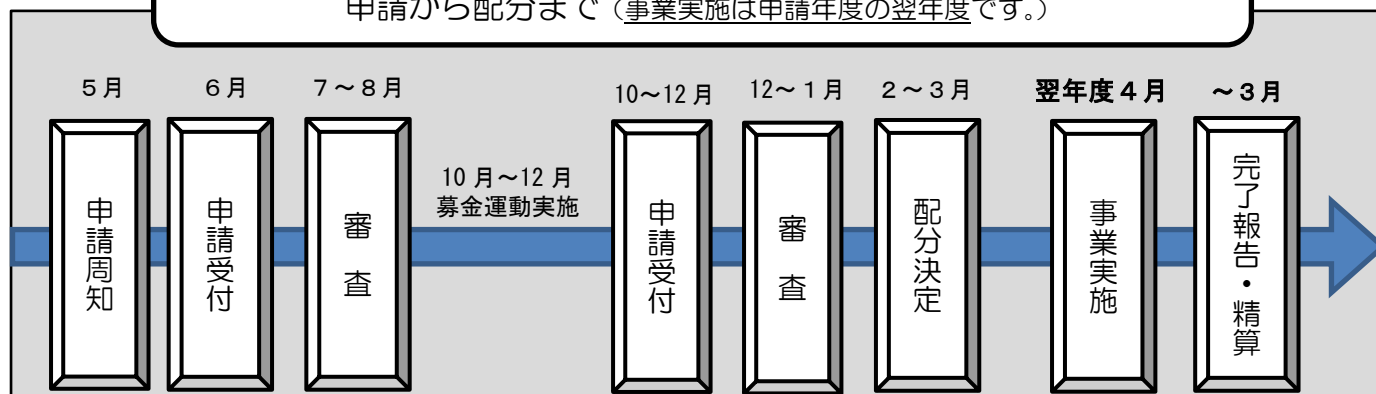 申請から配分まで（事業実施は申請年度の翌年度です。）
5月
申請周知
6月
申請受付
7～8月
審査
10月～12月
募金運動実施
10～12月
申請受付
12～1月
審査
2～3月
配分決定
翌年度4月
事業実施
～3月
完了報告・精算